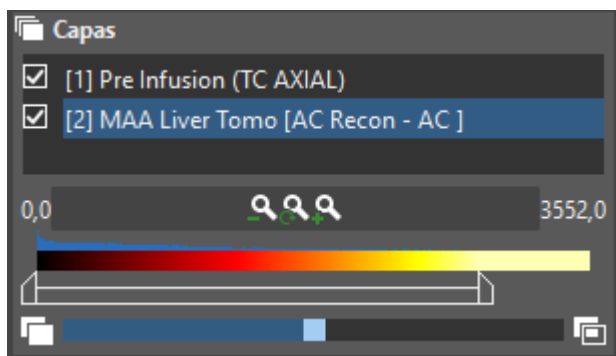 Capas
[1] Pre Infusion (TC AXIAL)
[2] MAA Liver Tomo [AC Recon - AC ]
0,0 3552,0